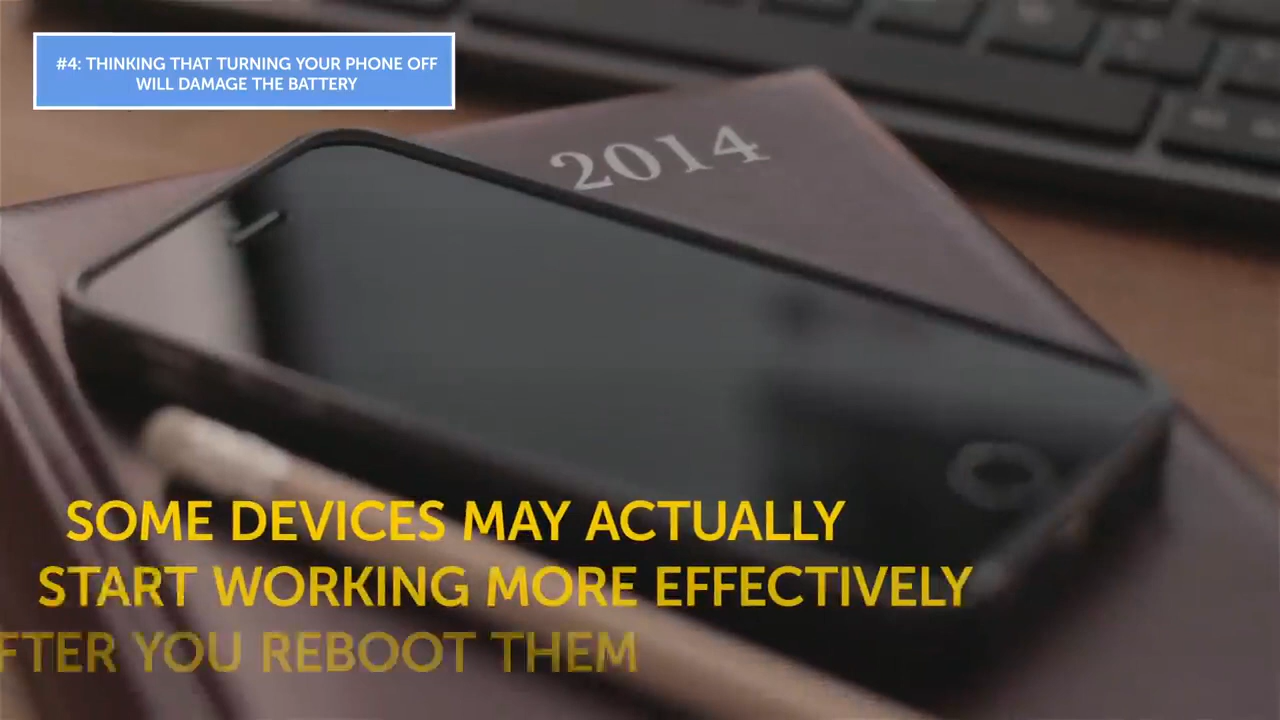 #4: THINKING THAT TURNING YOUR PHONE OFF
WILL DAMAGE THE BATTERY
2014
SOME DEVICES MAY ACTUALLY
START WORKING MORE EFFECTIVELY
FTER YOU REBOOT THEM